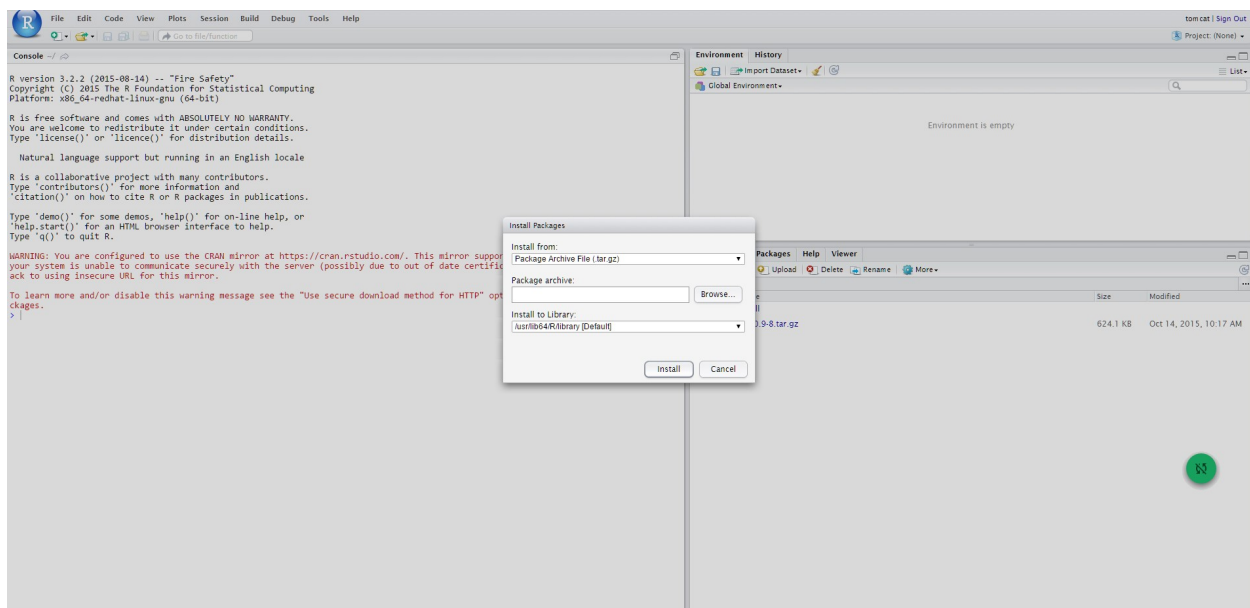 R File Edit Code View Plots Session Build Debug Tools Help tomcat | Sign Out
Go to file/function Project: (None)
Console ~/
R version 3.2.2 (2015-08-14) -- "Fire Safety"
Copyright (C) 2015 The R Foundation for Statistical Computing
Platform: x86_64-redhat-linux-gnu (64-bit)
R is free software and comes with ABSOLUTELY NO WARRANTY.
You are welcome to redistribute it under certain conditions.
Type 'license()' or 'licence()' for distribution details.
Natural language support but running in an English locale
R is a collaborative project with many contributors.
Type 'contributors()' for more information and
'citation()' on how to cite R or R packages in publications.
Type 'demo()' for some demos, 'help()' for on-line help, or
'help.start()' for an HTML browser interface to help.
Type 'q()' to quit R.
WARNING: You are configured to use the CRAN mirror at https://cran.rstudio.com/. This mirror suppor
your system is unable to communicate securely with the server (possibly due to out of date certific
ack to using insecure URL for this mirror.
To learn more and/or disable this warning message see the "Use secure download method for HTTP" opt
ckages.
>
Install Packages
Install from:
Package Archive File (.tar.gz)
Package archive:
Browse...
Install to Library:
/usr/lib64/R/library [Default]
Install Cancel
Environment History
Import Dataset List
Global Environment
Environment is empty
Packages Help Viewer
Upload Delete Rename More
Size Modified
0.9-8.tar.gz 624.1 KB Oct 14, 2015, 10:17 AM